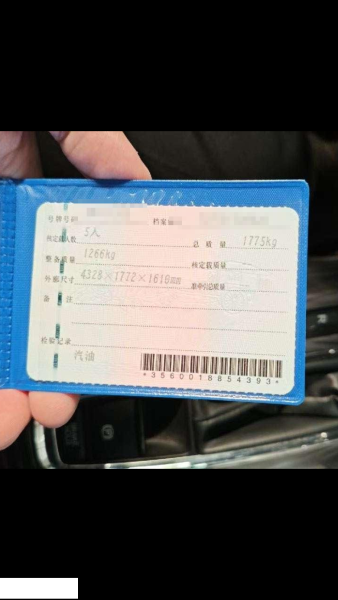 号牌号码 档案编号
核定载人数 5人 总质量 1775kg
整备质量 1266kg 核定载质量
外廓尺寸 4328×1772×1616mm 准牵引总质量
备注
检验记录
汽油
*3560018854393*